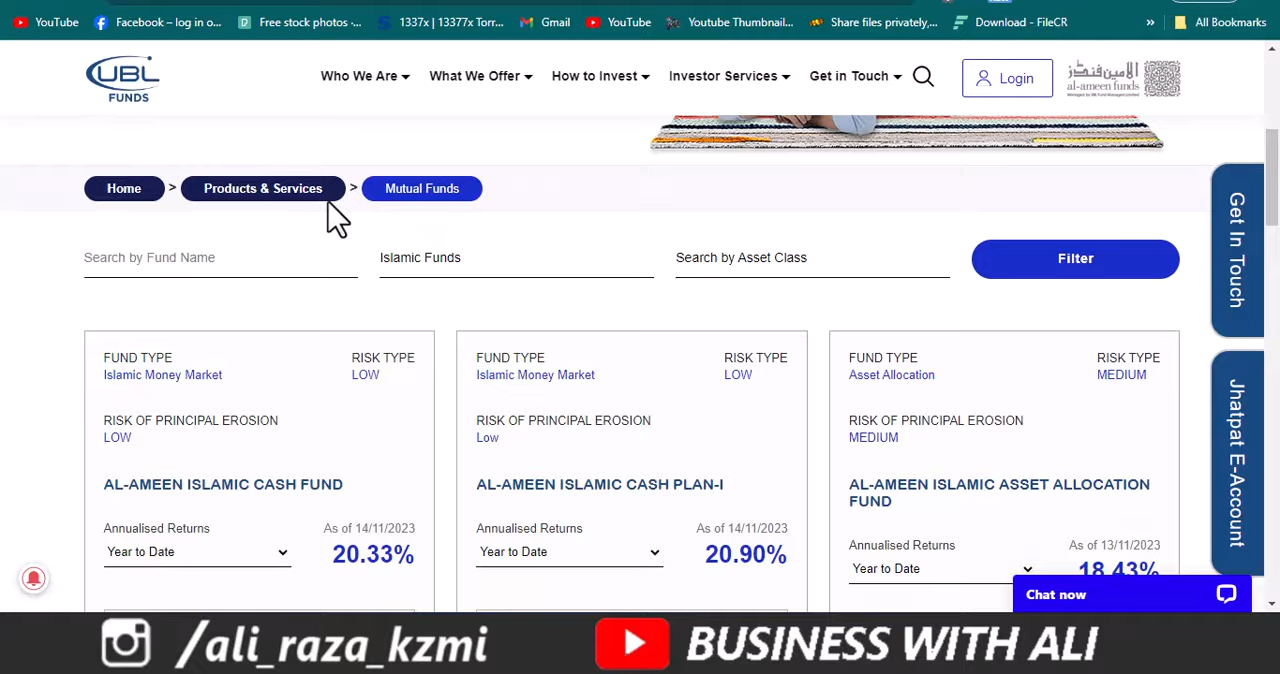 YouTube
Facebook – log in o...
Free stock photos ·...
1337x | 13377x Torr...
Gmail
YouTube
Youtube Thumbnail...
Share files privately,...
Download - FileCR
»
All Bookmarks
UBL
FUNDS
Who We Are
What We Offer
How to Invest
Investor Services
Get in Touch
Login
الامین فنڈز
al-ameen funds
Home > Products & Services > Mutual Funds
Search by Fund Name
Islamic Funds
Search by Asset Class
Filter
Get In Touch
Jhatpat E-Account
FUND TYPE
Islamic Money Market
RISK TYPE
LOW
RISK OF PRINCIPAL EROSION
LOW
AL-AMEEN ISLAMIC CASH FUND
Annualised Returns
As of 14/11/2023
Year to Date
20.33%
FUND TYPE
Islamic Money Market
RISK TYPE
LOW
RISK OF PRINCIPAL EROSION
Low
AL-AMEEN ISLAMIC CASH PLAN-I
Annualised Returns
As of 14/11/2023
Year to Date
20.90%
FUND TYPE
Asset Allocation
RISK TYPE
MEDIUM
RISK OF PRINCIPAL EROSION
MEDIUM
AL-AMEEN ISLAMIC ASSET ALLOCATION
FUND
Annualised Returns
As of 13/11/2023
Year to Date
18.43%
Chat now
/ali_raza_kzmi
BUSINESS WITH ALI